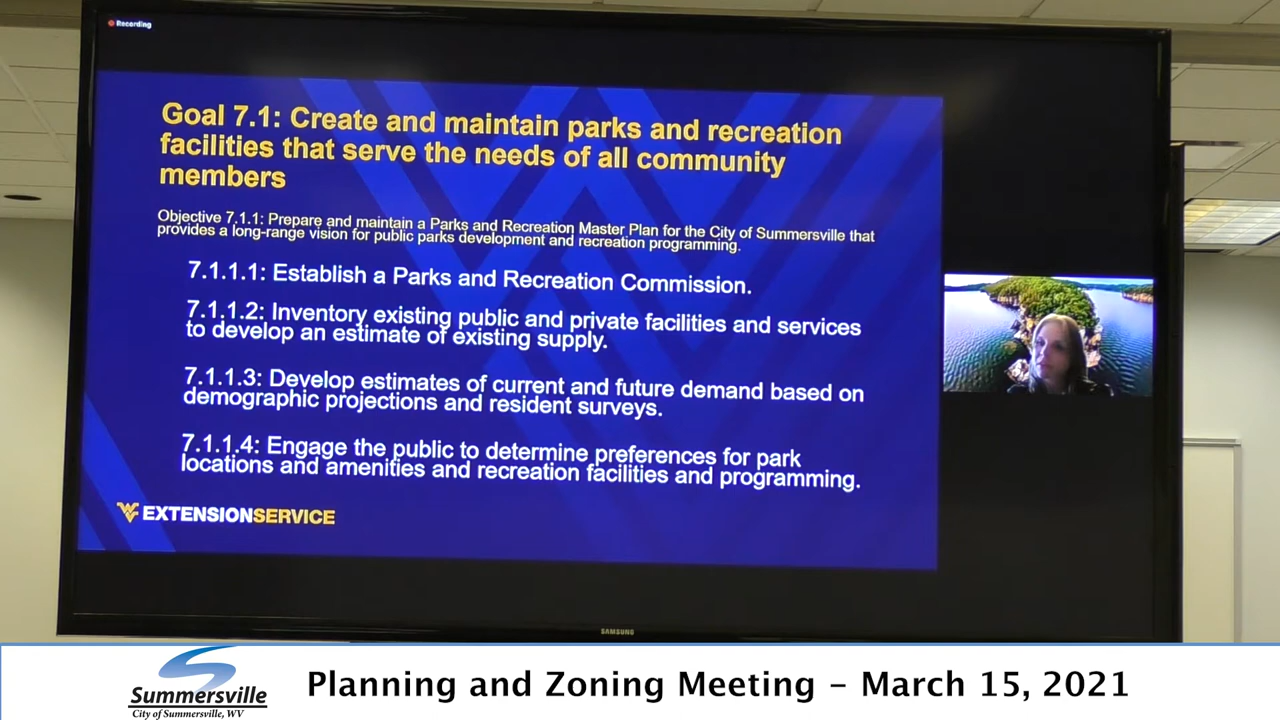 Recording
Goal 7.1: Create and maintain parks and recreation
facilities that serve the needs of all community
members
Objective 7.1.1: Prepare and maintain a Parks and Recreation Master Plan for the City of Summersville that
provides a long-range vision for public parks development and recreation programming.
7.1.1.1: Establish a Parks and Recreation Commission.
7.1.1.2: Inventory existing public and private facilities and services
to develop an estimate of existing supply.
7.1.1.3: Develop estimates of current and future demand based on
demographic projections and resident surveys.
7.1.1.4: Engage the public to determine preferences for park
locations and amenities and recreation facilities and programming.
WV EXTENSIONSERVICE
SAMSUNG
Summersville
City of Summersville, WV
Planning and Zoning Meeting – March 15, 2021